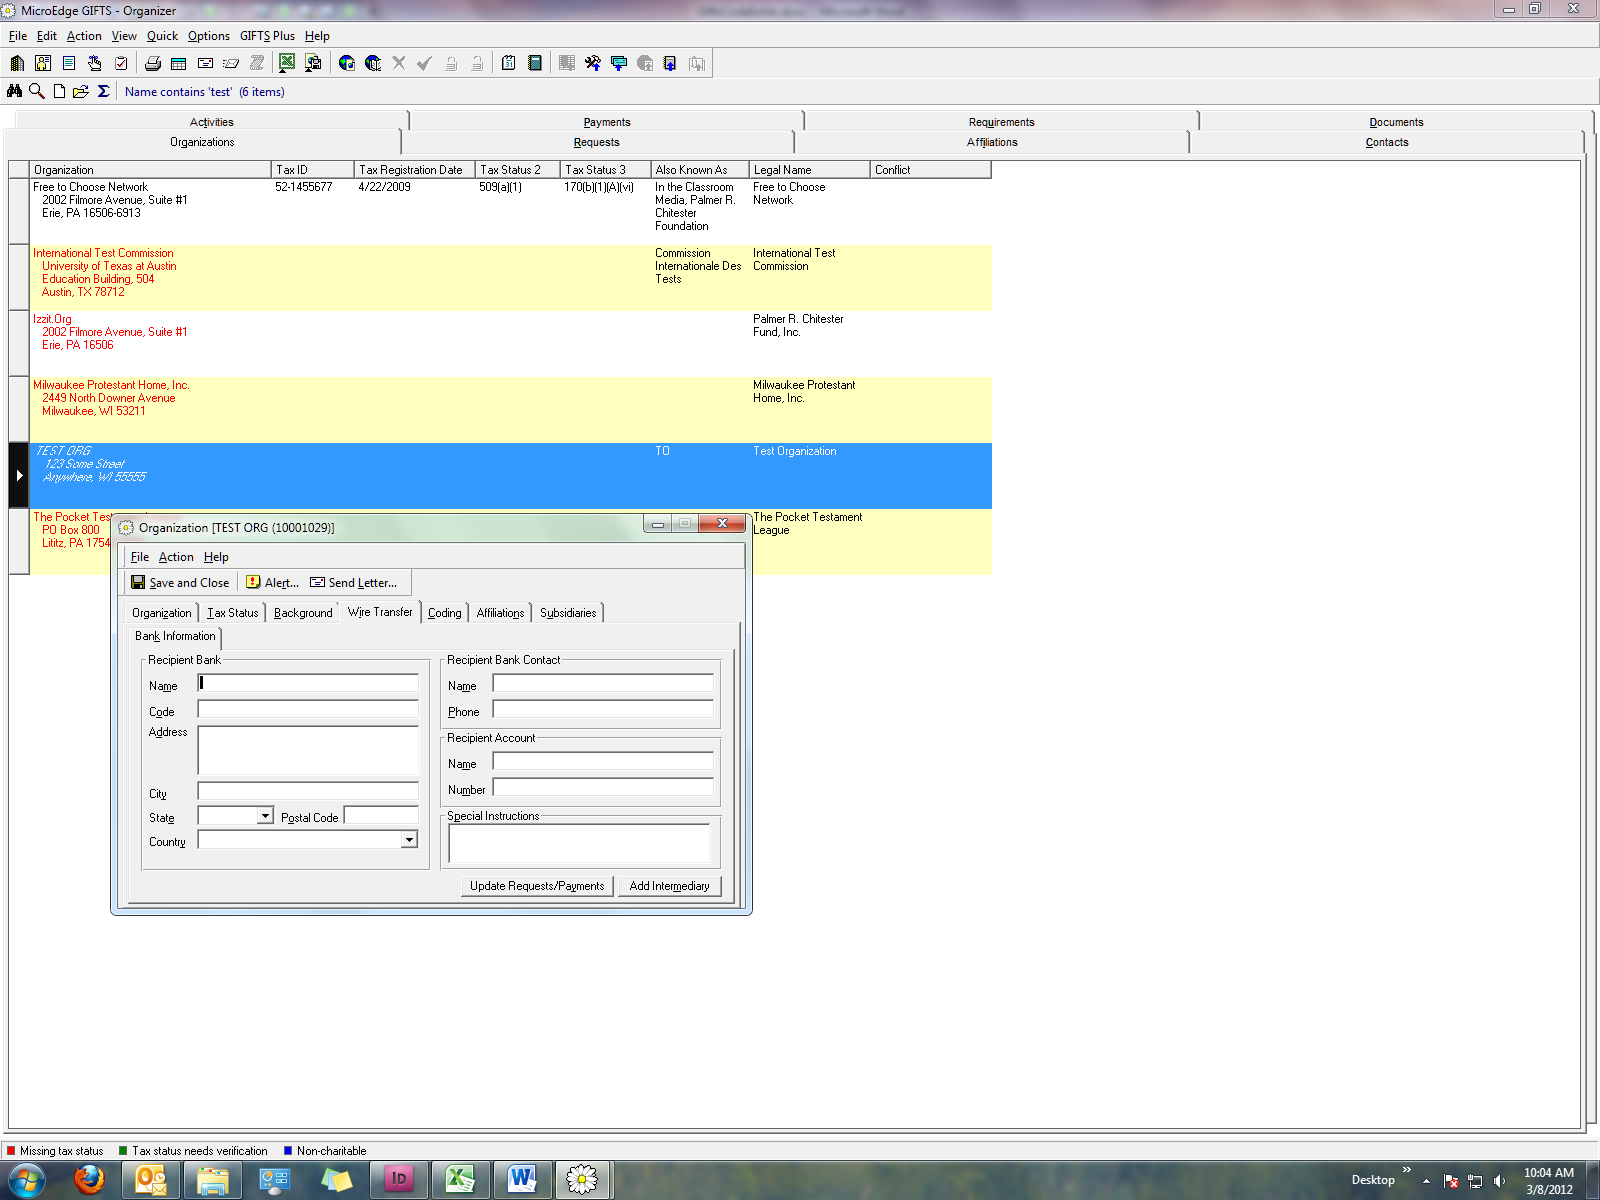 MicroEdge GIFTS - Organizer
File Edit Action View Quick Options GIFTS Plus Help
Name contains 'test' (6 items)
Activities Payments Requirements Documents
Organizations Requests Affiliations Contacts
Organization Tax ID Tax Registration Date Tax Status 2 Tax Status 3 Also Known As Legal Name Conflict
Free to Choose Network 52-1455677 4/22/2009 509(a)(1) 170(b)(1)(A)(vi) In the Classroom Free to Choose
2002 Filmore Avenue, Suite #1 Media, Palmer R. Network
Erie, PA 16506-6913 Chitester
Foundation
International Test Commission Commission International Test
University of Texas at Austin Internationale Des Commission
Education Building, 504 Tests
Austin, TX 78712
Izzit.Org Palmer R. Chitester
2002 Filmore Avenue, Suite #1 Fund, Inc.
Erie, PA 16506
Milwaukee Protestant Home, Inc. Milwaukee Protestant
2449 North Downer Avenue Home, Inc.
Milwaukee, WI 53211
TEST ORG TO Test Organization
123 Some Street
Anywhere, WI 55555
The Pocket Tes The Pocket Testament
PO Box 800 League
Lititz, PA 1754
Organization [TEST ORG (10001029)]
File Action Help
Save and Close Alert... Send Letter...
Organization Tax Status Background Wire Transfer Coding Affiliations Subsidiaries
Bank Information
Recipient Bank Recipient Bank Contact
Name Name
Code Phone
Address Recipient Account
Name
City Number
State Postal Code Special Instructions
Country
Update Requests/Payments Add Intermediary
Missing tax status Tax status needs verification Non-charitable
Id
Desktop » 10:04 AM
3/8/2012